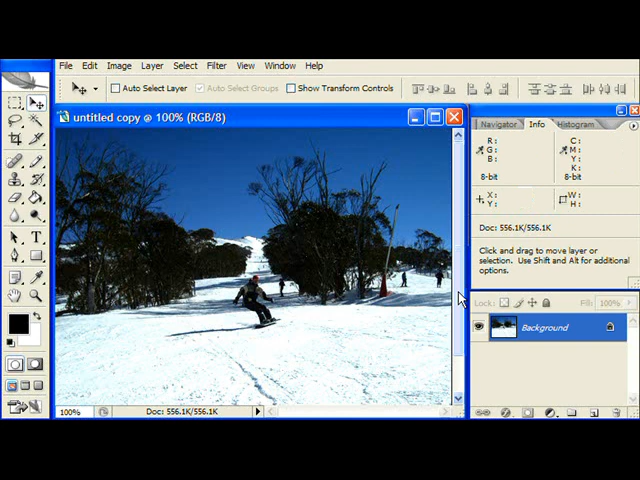 File Edit Image Layer Select Filter View Window Help
Auto Select Layer Auto Select Groups Show Transform Controls
untitled copy @ 100% (RGB/8)
Navigator Info Histogram
R: C:
G: M:
B: Y:
K:
8-bit 8-bit
X: W:
Y: H:
Doc: 556.1K/556.1K
Click and drag to move layer or
selection. Use Shift and Alt for additional
options.
Lock: Fill: 100%
Background
T
100% Doc: 556.1K/556.1K